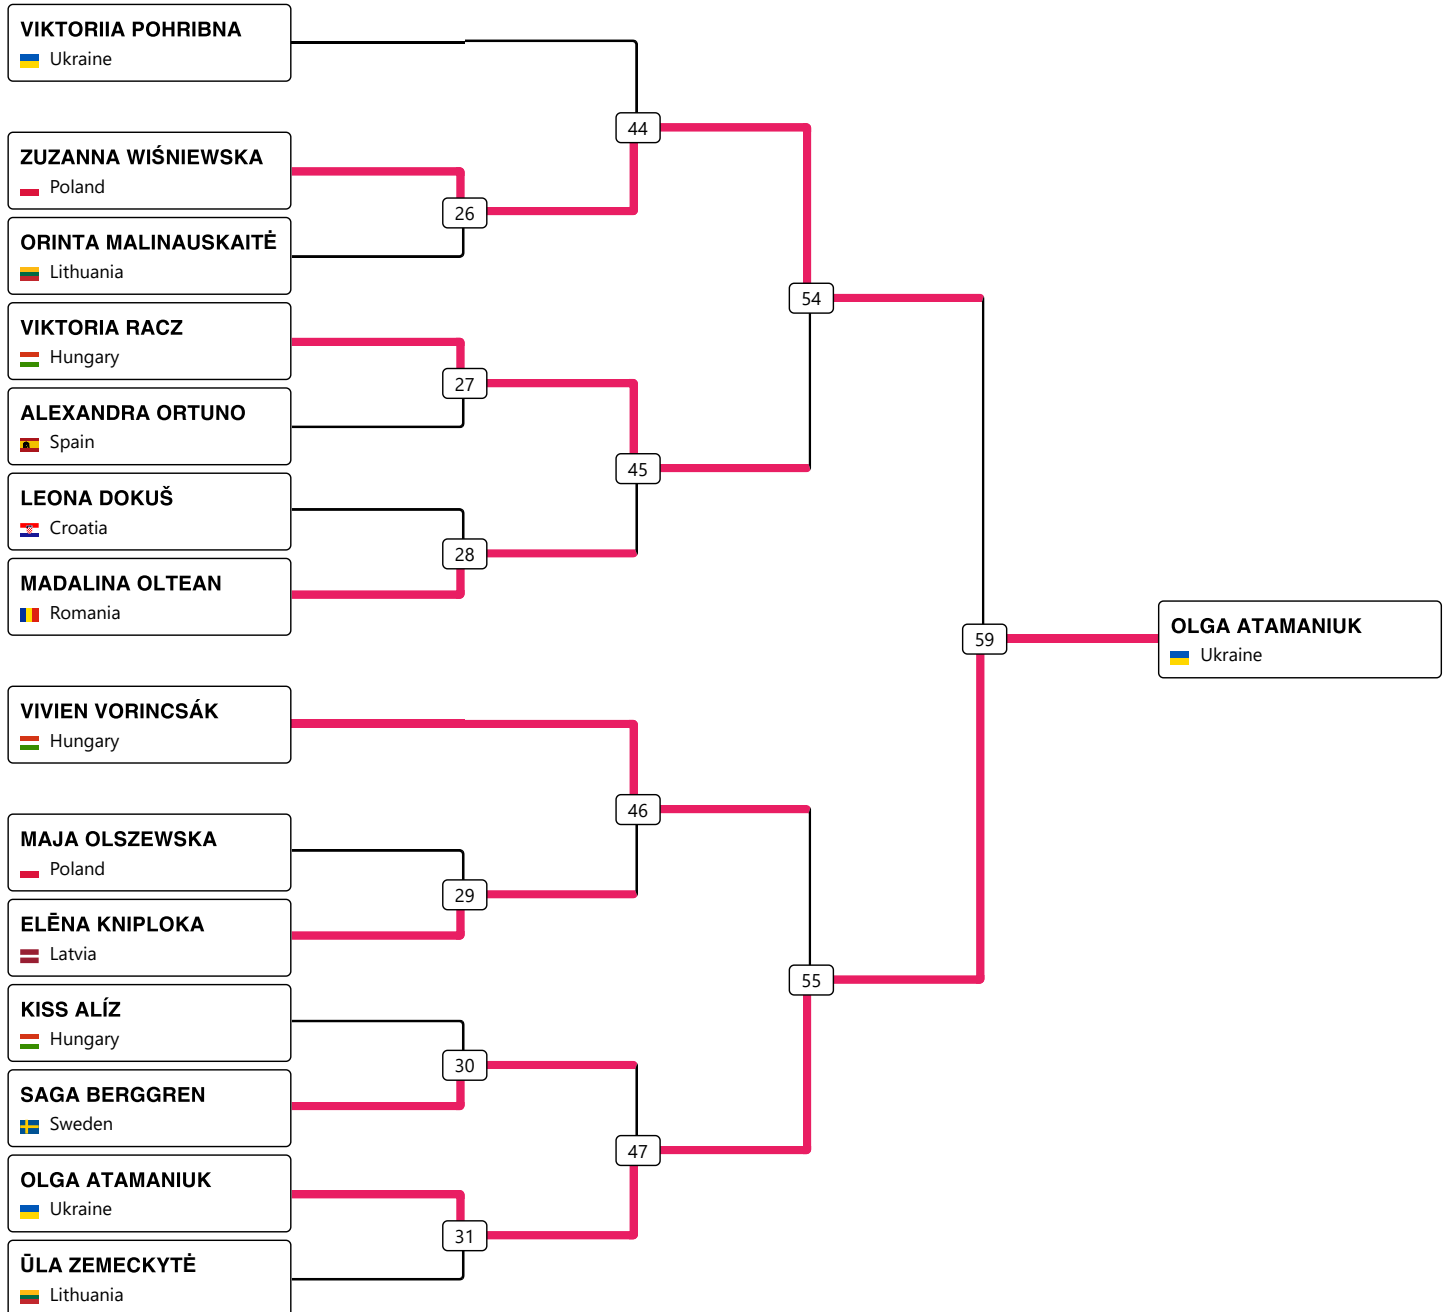 VIKTORIIA POHRIBNA
Ukraine
44
ZUZANNA WIŚNIEWSKA
Poland
26
ORINTA MALINAUSKAITĖ
Lithuania
54
VIKTORIA RACZ
Hungary
27
ALEXANDRA ORTUNO
Spain
45
LEONA DOKUŠ
Croatia
28
MADALINA OLTEAN
Romania
59
OLGA ATAMANIUK
Ukraine
VIVIEN VORINCSÁK
Hungary
46
MAJA OLSZEWSKA
Poland
29
ELĒNA KNIPLOKA
Latvia
55
KISS ALÍZ
Hungary
30
SAGA BERGGREN
Sweden
47
OLGA ATAMANIUK
Ukraine
31
ŪLA ZEMECKYTĖ
Lithuania